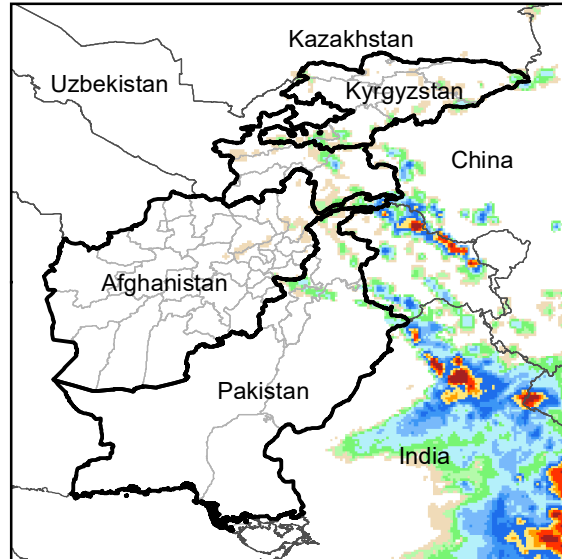 Kazakhstan
Uzbekistan
Kyrgyzstan
China
Afghanistan
Pakistan
India